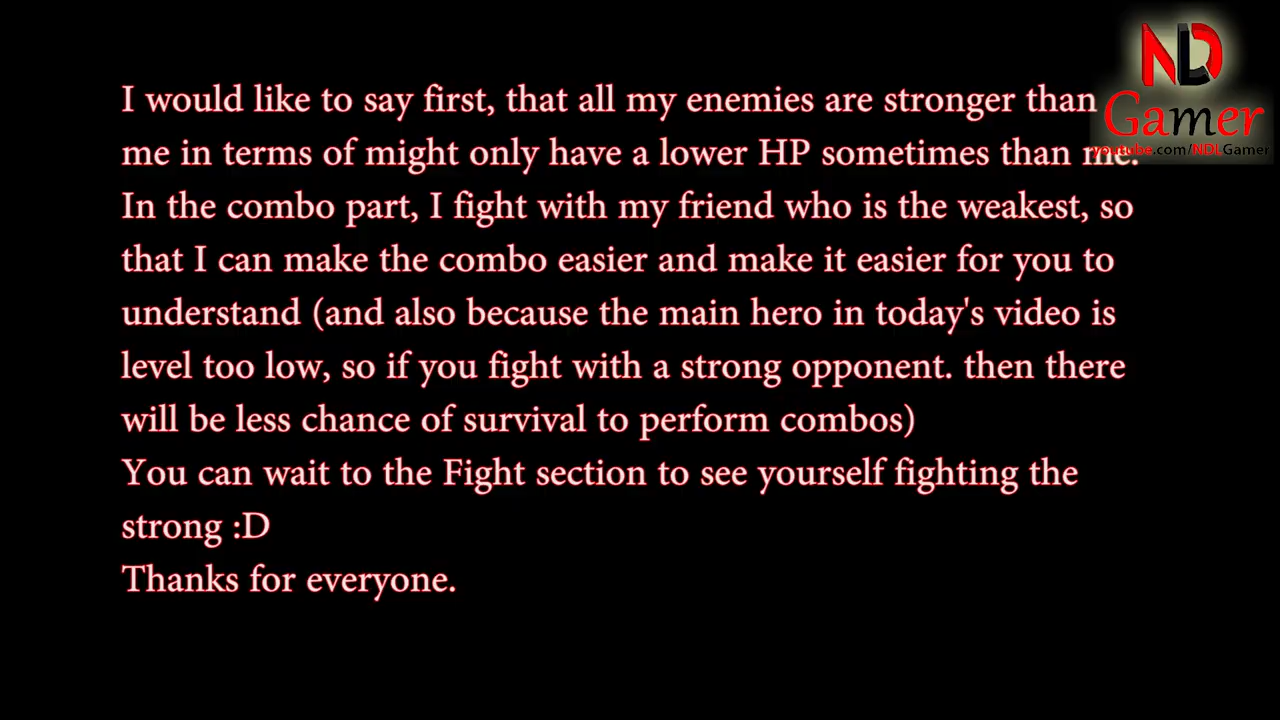 I would like to say first, that all my enemies are stronger than
me in terms of might only have a lower HP sometimes than me.
In the combo part, I fight with my friend who is the weakest, so
that I can make the combo easier and make it easier for you to
understand (and also because the main hero in today's video is
level too low, so if you fight with a strong opponent. then there
will be less chance of survival to perform combos)
You can wait to the Fight section to see yourself fighting the
strong :D
Thanks for everyone.
NLD
Gamer
youtube.com/NDLGamer